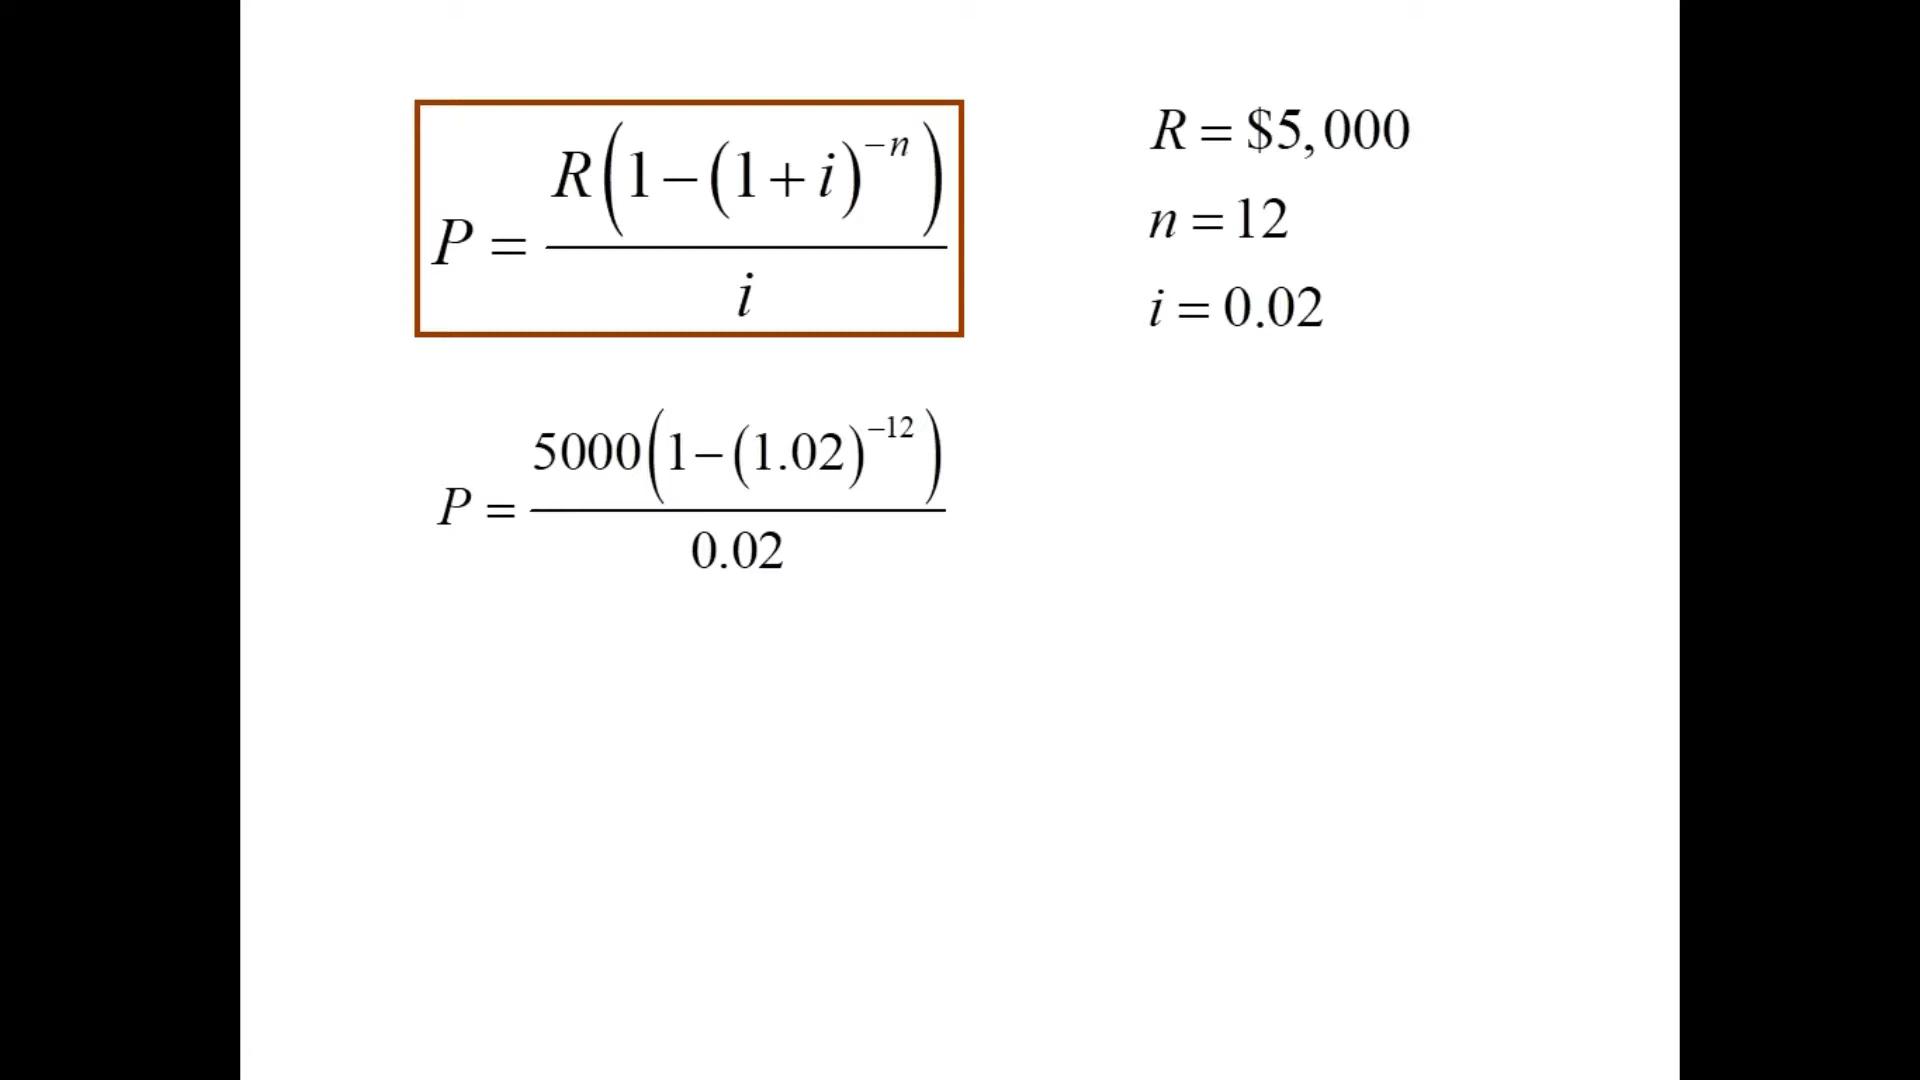 P = R(1−(1+i)^−n) / i
R = $5,000
n = 12
i = 0.02
P = 5000(1−(1.02)^−12) / 0.02